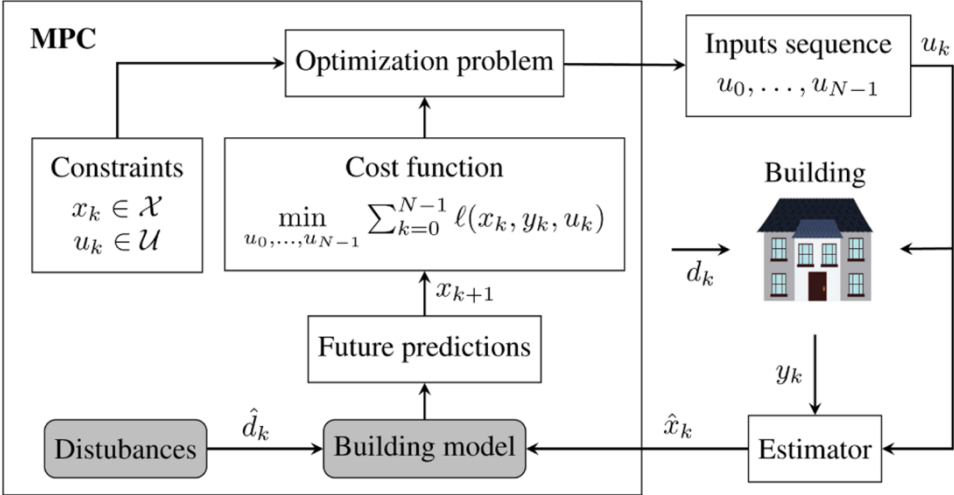 MPC
Optimization problem
Inputs sequence
u_0, . . . , u_{N−1}
u_k
Constraints
x_k ∈ 𝒳
u_k ∈ 𝒰
Cost function
min_{u_0,...,u_{N−1}} ∑_{k=0}^{N−1} ℓ(x_k, y_k, u_k)
Building
d_k
x_{k+1}
Future predictions
y_k
Distubances
d̂_k
Building model
x̂_k
Estimator